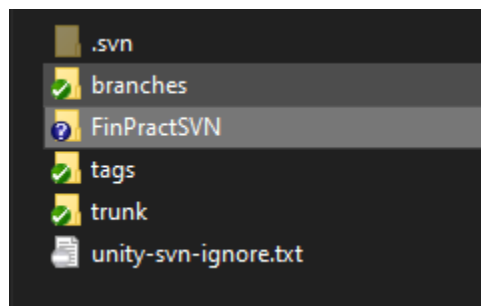 .svn
branches
FinPractSVN
tags
trunk
unity-svn-ignore.txt